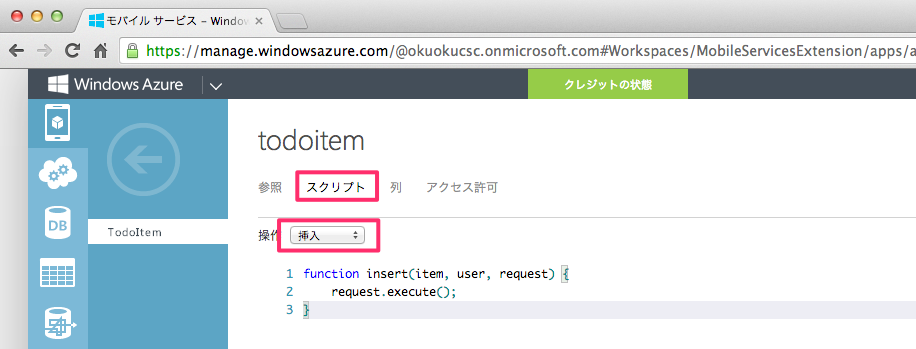 モバイル サービス – Window
https://manage.windowsazure.com/@okuokucsc.onmicrosoft.com#Workspaces/MobileServicesExtension/apps/a
Windows Azure
クレジットの状態
todoitem
参照 スクリプト 列 アクセス許可
DB
TodoItem
操作 挿入
1 function insert(item, user, request) {
2 request.execute();
3 }